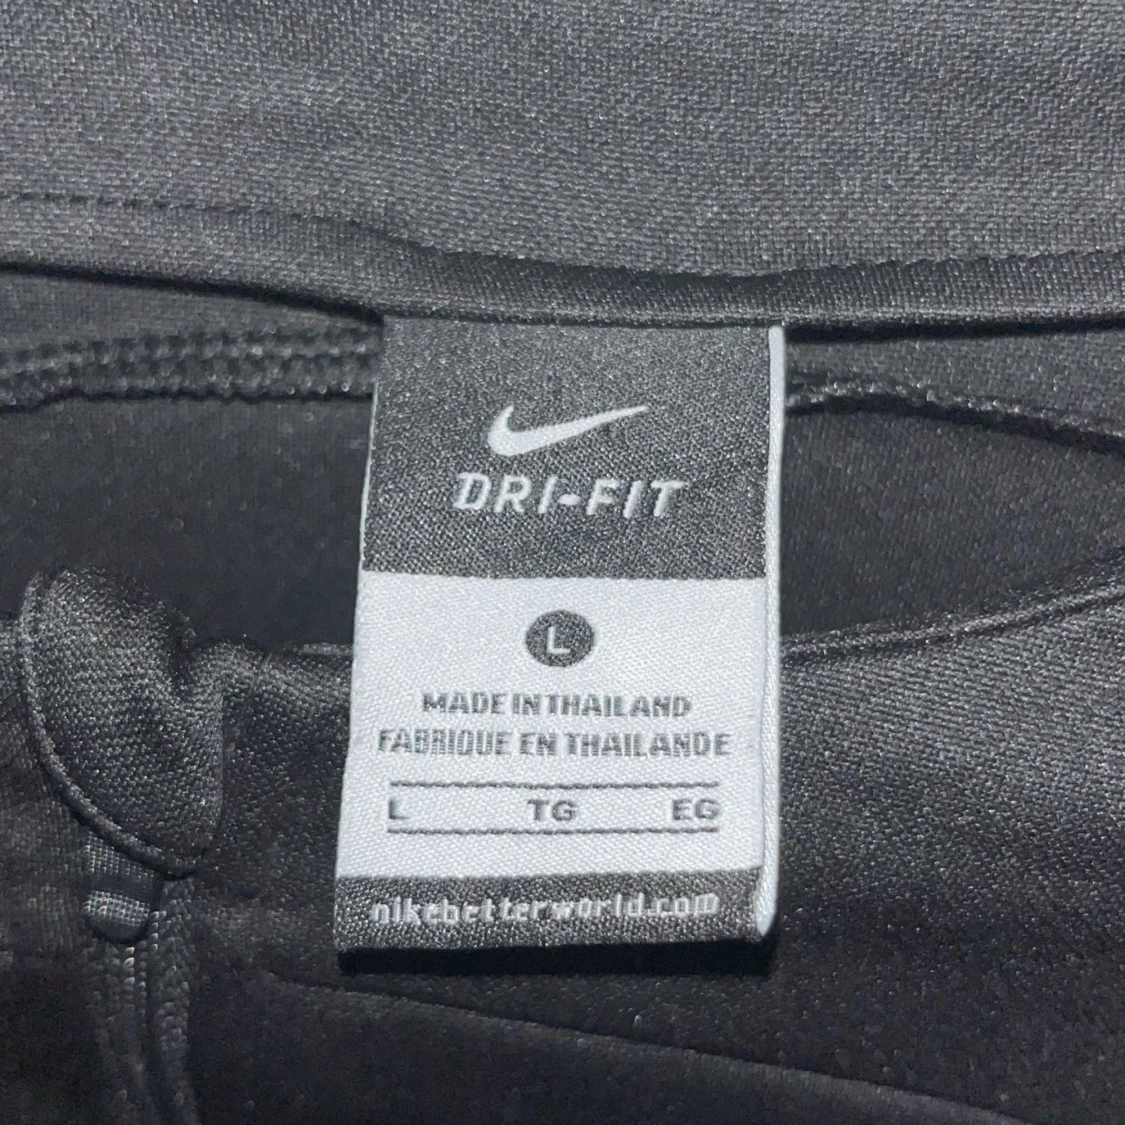 DRI-FIT
L
MADE IN THAILAND
FABRIQUE EN THAILANDE
L TG EG
nikebetterworld.com